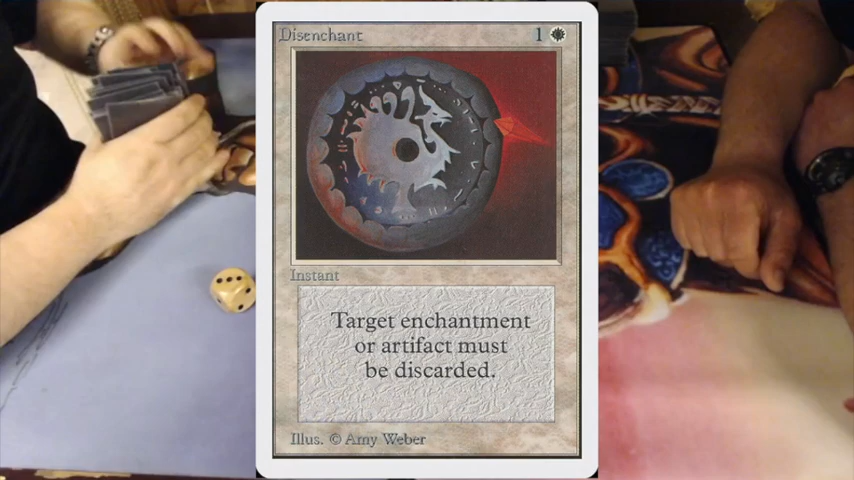 Disenchant 1
Instant
Target enchantment
or artifact must
be discarded.
Illus. © Amy Weber